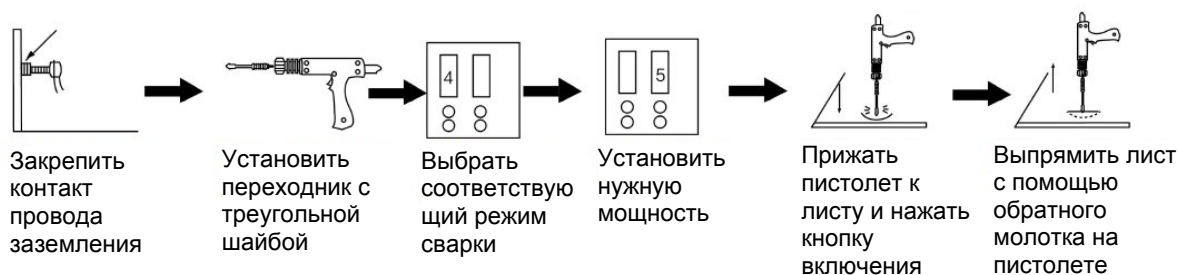 4
5
Закрепить
контакт
провода
заземления
Установить
переходник с
треугольной
шайбой
Выбрать
соответствую
щий режим
сварки
Установить
нужную
мощность
Прижать
пистолет к
листу и нажать
кнопку
включения
Выпрямить лист
с помощью
обратного
молотка на
пистолете